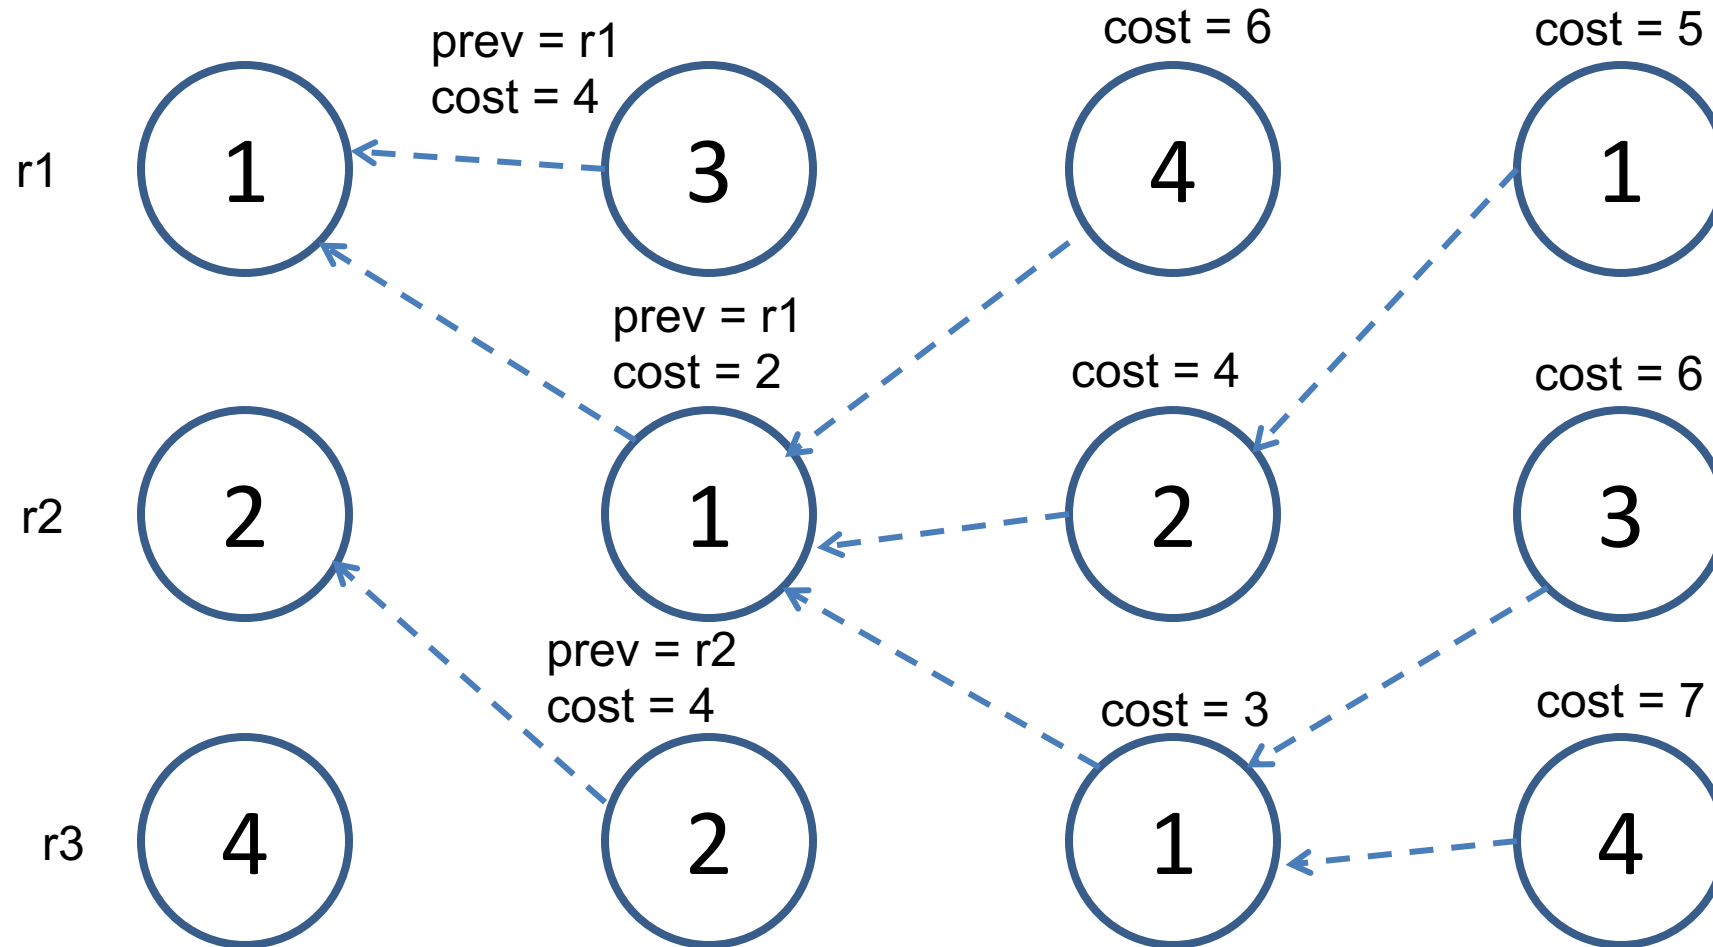 prev = r1
cost = 4
cost = 6
cost = 5
r1
1
3
4
1
prev = r1
cost = 2
cost = 4
cost = 6
r2
2
1
2
3
prev = r2
cost = 4
cost = 3
cost = 7
r3
4
2
1
4